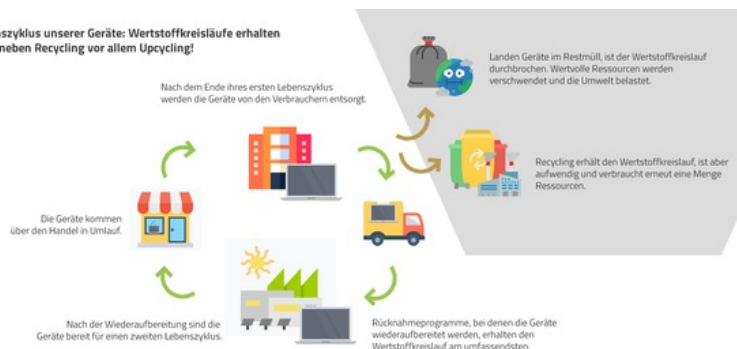 szyklus unserer Geräte: Wertstoffkreisläufe erhalten
neben Recycling vor allem Upcycling!
Nach dem Ende ihres ersten Lebenszyklus
werden die Geräte von den Verbrauchern entsorgt.
Landen Geräte im Restmüll, ist der Wertstoffkreislauf
durchbrochen. Wertvolle Ressourcen werden
verschwendet und die Umwelt belastet.
Recycling erhält den Wertstoffkreislauf, ist aber
aufwendig und verbraucht erneut eine Menge
Ressourcen.
Die Geräte kommen
über den Handel in Umlauf.
Nach der Wiederaufbereitung sind die
Geräte bereit für einen zweiten Lebenszyklus.
Rücknahmeprogramme, bei denen die Geräte
wiederaufbereitet werden, erhalten den
Wertstoffkreislauf am umfassendsten.